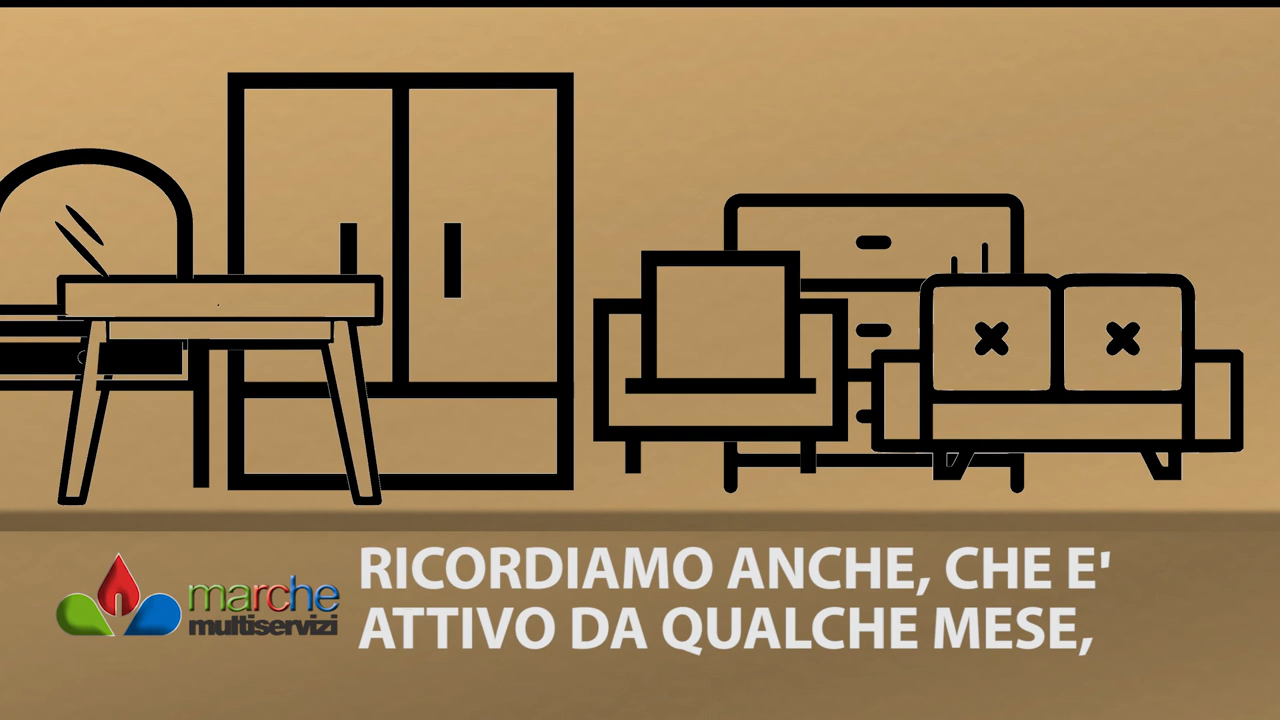 RICORDIAMO ANCHE, CHE E'
ATTIVO DA QUALCHE MESE,
marche
multiservizi